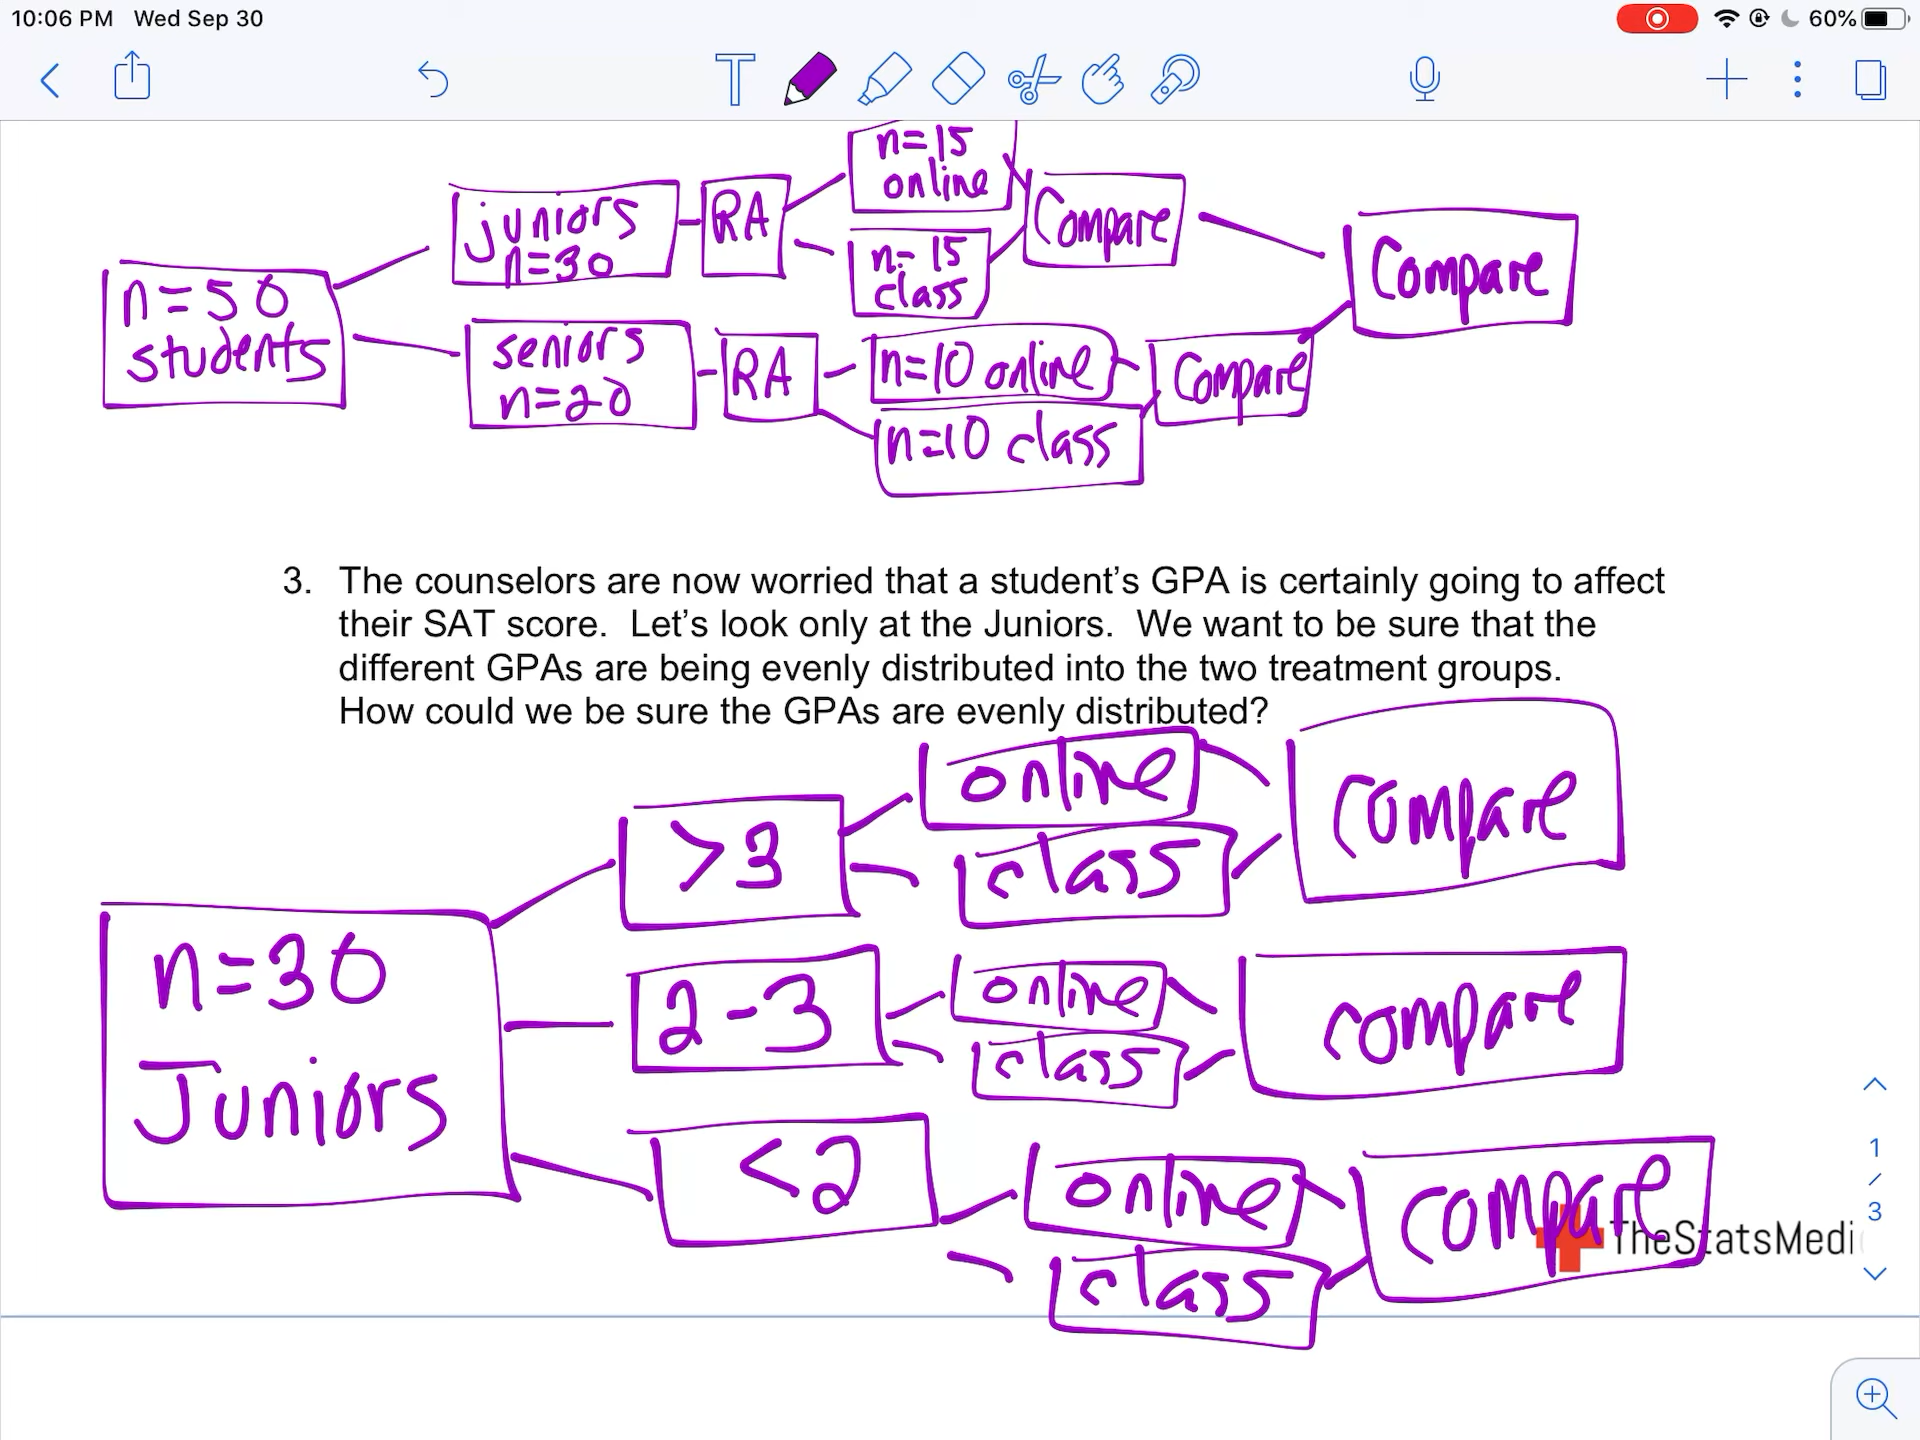 10:06 PM Wed Sep 30
60%
n=15
online
juniors
n=30
RA
Compare
n=15
class
Compare
n=50
students
seniors
n=20
RA
n=10 online
Compare
n=10 class
3. The counselors are now worried that a student's GPA is certainly going to affect
their SAT score. Let's look only at the Juniors. We want to be sure that the
different GPAs are being evenly distributed into the two treatment groups.
How could we be sure the GPAs are evenly distributed?
online
>3
compare
class
n=30
Juniors
2-3
online
class
compare
<2
online
class
compare
TheStatsMedi
1
/
3